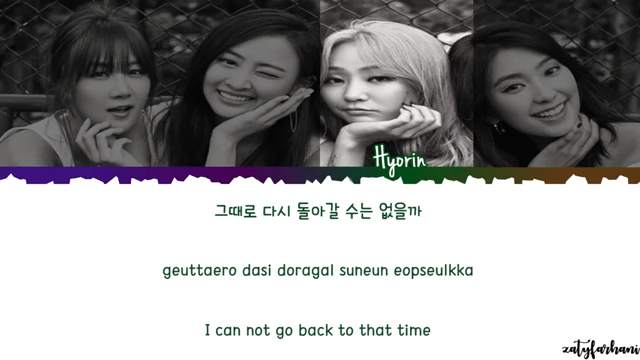 Hyorin
그때로 다시 돌아갈 수는 없을까
geuttaero dasi doragal suneun eopseulkka
I can not go back to that time
zatyfarhani